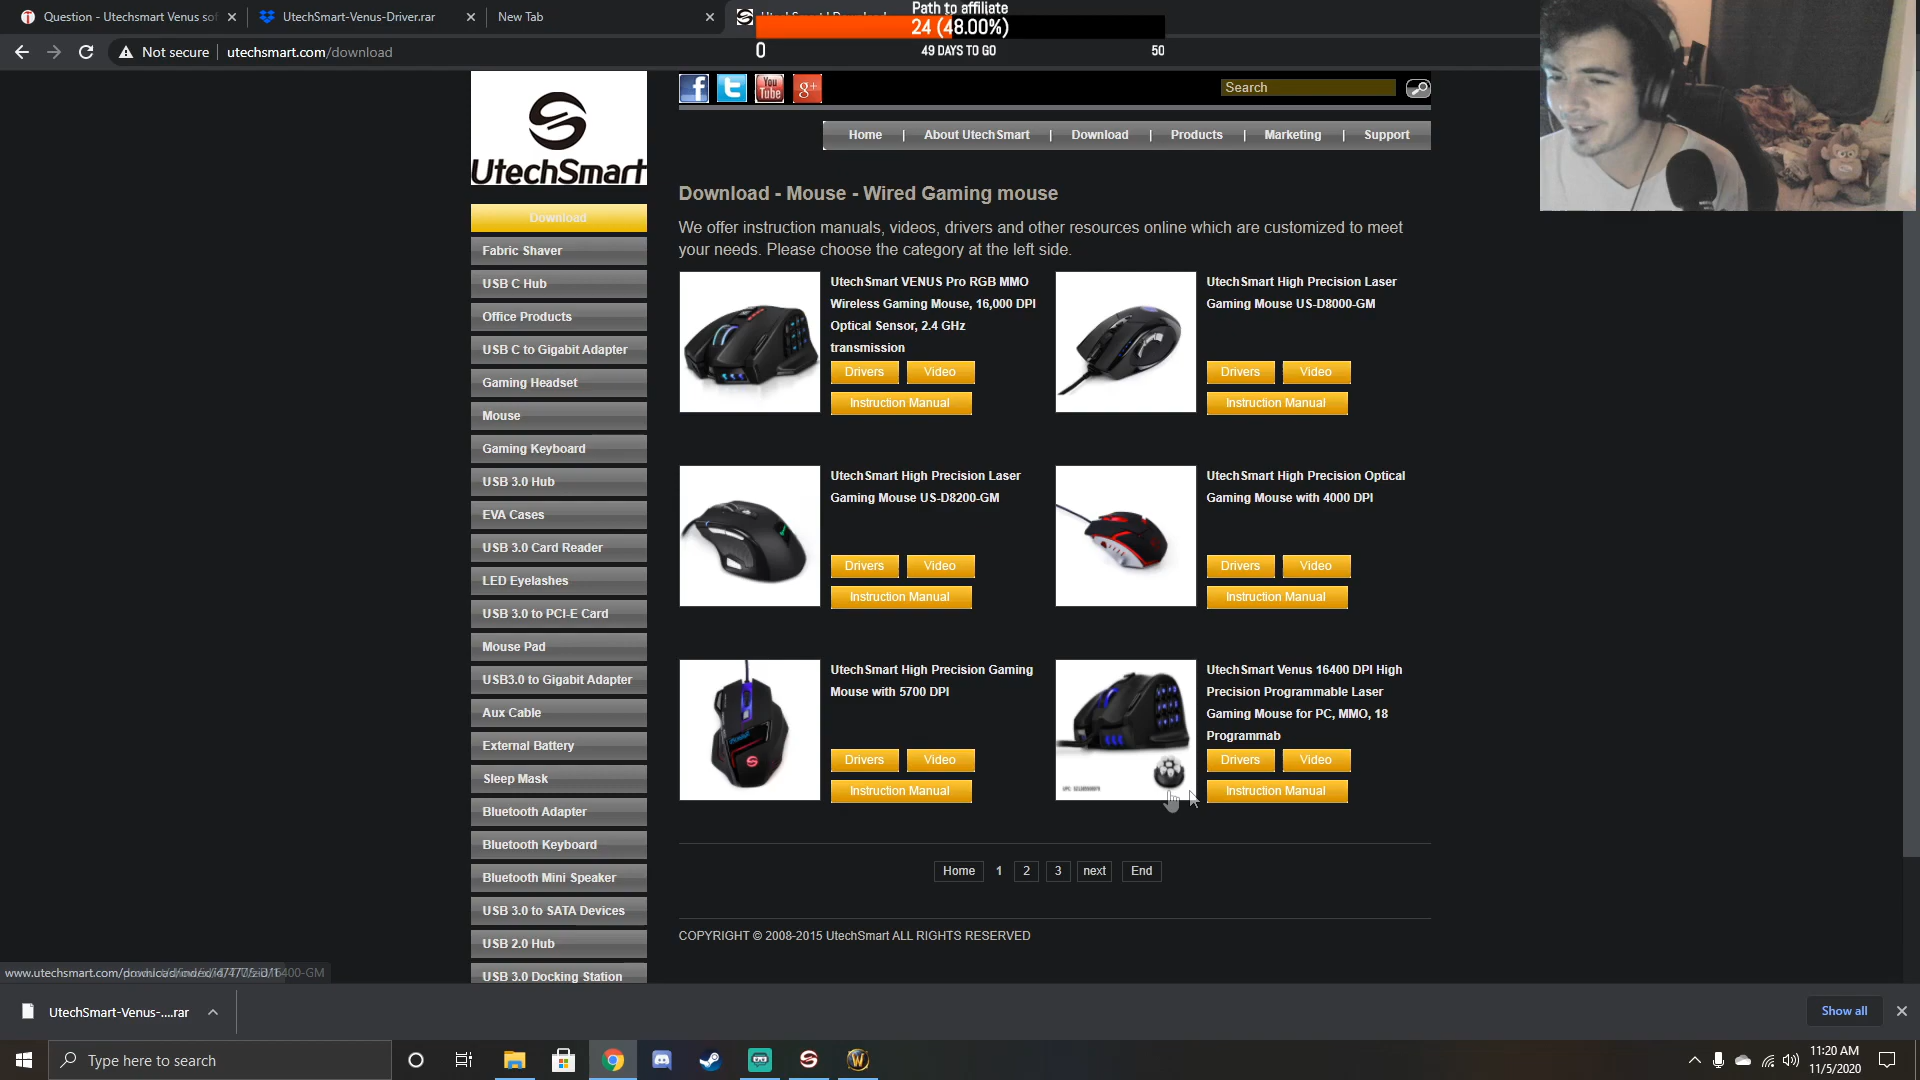 Question - Utechsmart Venus sof
UtechSmart-Venus-Driver.rar
New Tab
Path to affiliate
24 (48.00%)
0
49 DAYS TO GO
50
Not secure
utechsmart.com/download
UtechSmart
f
t
You Tube
g+
Search
Home | About UtechSmart | Download | Products | Marketing | Support
Download
Fabric Shaver
USB C Hub
Office Products
USB C to Gigabit Adapter
Gaming Headset
Mouse
Gaming Keyboard
USB 3.0 Hub
EVA Cases
USB 3.0 Card Reader
LED Eyelashes
USB 3.0 to PCI-E Card
Mouse Pad
USB3.0 to Gigabit Adapter
Aux Cable
External Battery
Sleep Mask
Bluetooth Adapter
Bluetooth Keyboard
Bluetooth Mini Speaker
USB 3.0 to SATA Devices
USB 2.0 Hub
USB 3.0 Docking Station
Download - Mouse - Wired Gaming mouse
We offer instruction manuals, videos, drivers and other resources online which are customized to meet
your needs. Please choose the category at the left side.
UtechSmart VENUS Pro RGB MMO
Wireless Gaming Mouse, 16,000 DPI
Optical Sensor, 2.4 GHz
transmission
Drivers Video
Instruction Manual
UtechSmart High Precision Laser
Gaming Mouse US-D8000-GM
Drivers Video
Instruction Manual
UtechSmart High Precision Laser
Gaming Mouse US-D8200-GM
Drivers Video
Instruction Manual
UtechSmart High Precision Optical
Gaming Mouse with 4000 DPI
Drivers Video
Instruction Manual
UtechSmart High Precision Gaming
Mouse with 5700 DPI
Drivers Video
Instruction Manual
UtechSmart Venus 16400 DPI High
Precision Programmable Laser
Gaming Mouse for PC, MMO, 18
Programmab
Drivers Video
Instruction Manual
Home 1 2 3 next End
COPYRIGHT © 2008-2015 UtechSmart ALL RIGHTS RESERVED
UtechSmart-Venus-....rar
Show all
Type here to search
11:20 AM
11/5/2020